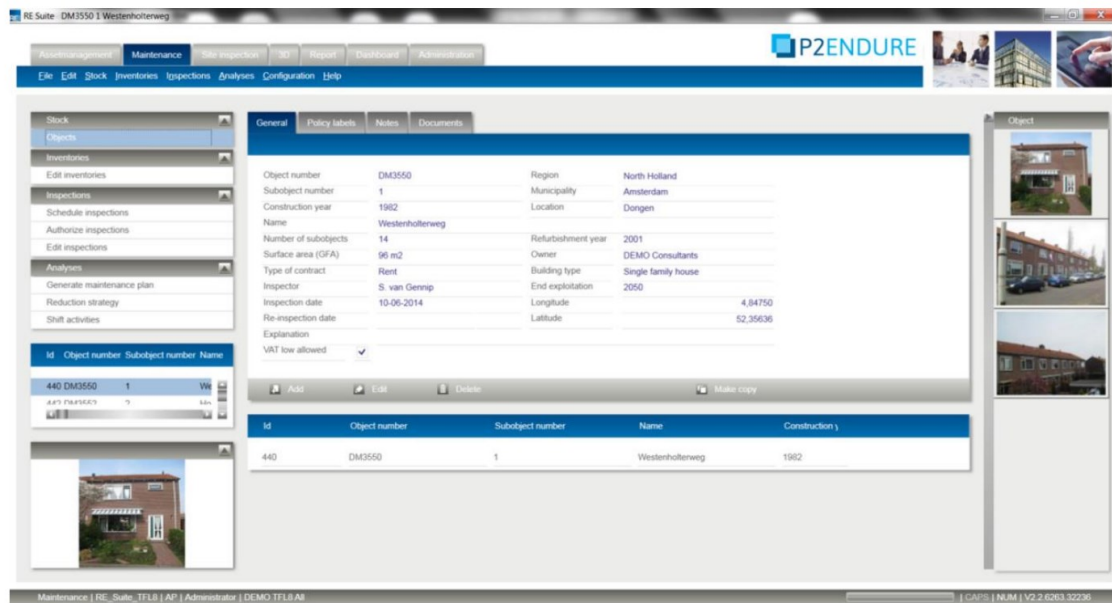 RE Suite DM3550 1 Westenholterweg
Assetmanagement Maintenance Site inspection 3D Report Dashboard Administration
P2ENDURE
File Edit Stock Inventories Inspections Analyses Configuration Help
Stock
Objects
Inventories
Edit inventories
Inspections
Schedule inspections
Authorize inspections
Edit inspections
Analyses
Generate maintenance plan
Reduction strategy
Shift activities
Id Object number Subobject number Name
440 DM3550 1 We
442 DM3552 2
General Policy labels Notes Documents
Object number DM3550 Region North Holland
Subobject number 1 Municipality Amsterdam
Construction year 1982 Location Dongen
Name Westenholterweg
Number of subobjects 14 Refurbishment year 2001
Surface area (GFA) 96 m2 Owner DEMO Consultants
Type of contract Rent Building type Single family house
Inspector S. van Gennip End exploitation 2050
Inspection date 10-06-2014 Longitude 4,84750
Re-inspection date Latitude 52,35636
Explanation
VAT low allowed
Add Edit Delete Make copy
Id Object number Subobject number Name Construction y
440 DM3550 1 Westenholterweg 1982
Object
Maintenance | RE_Suite_TFL8 | AP | Administrator | DEMO TFL8 All
| CAPS | NUM | V2.2.6263.32236